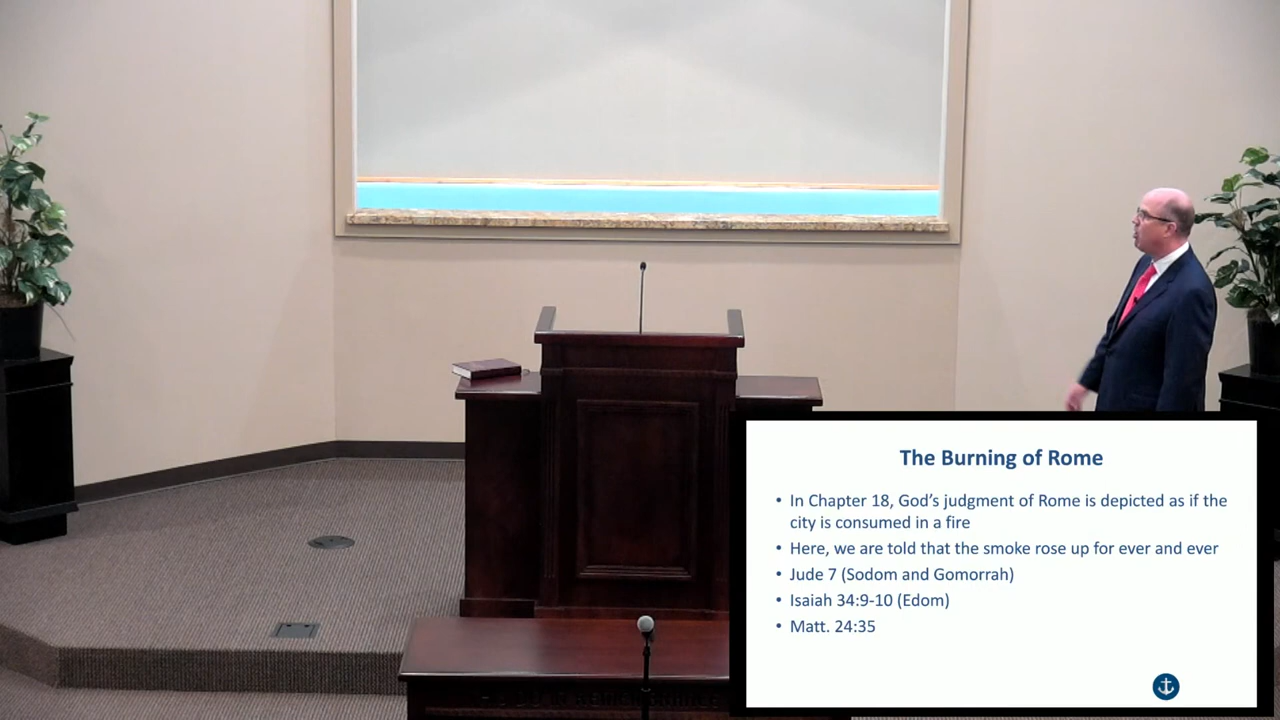 The Burning of Rome
• In Chapter 18, God's judgment of Rome is depicted as if the
city is consumed in a fire
• Here, we are told that the smoke rose up for ever and ever
• Jude 7 (Sodom and Gomorrah)
• Isaiah 34:9-10 (Edom)
• Matt. 24:35